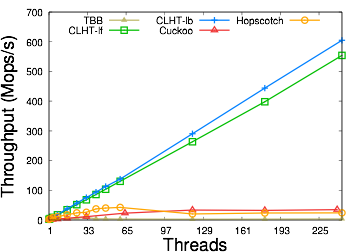 TBB CLHT-lb Hopscotch
CLHT-lf Cuckoo
Throughput (Mops/s)
700
600
500
400
300
200
100
0
1 33 65 97 129 161 193 225
Threads